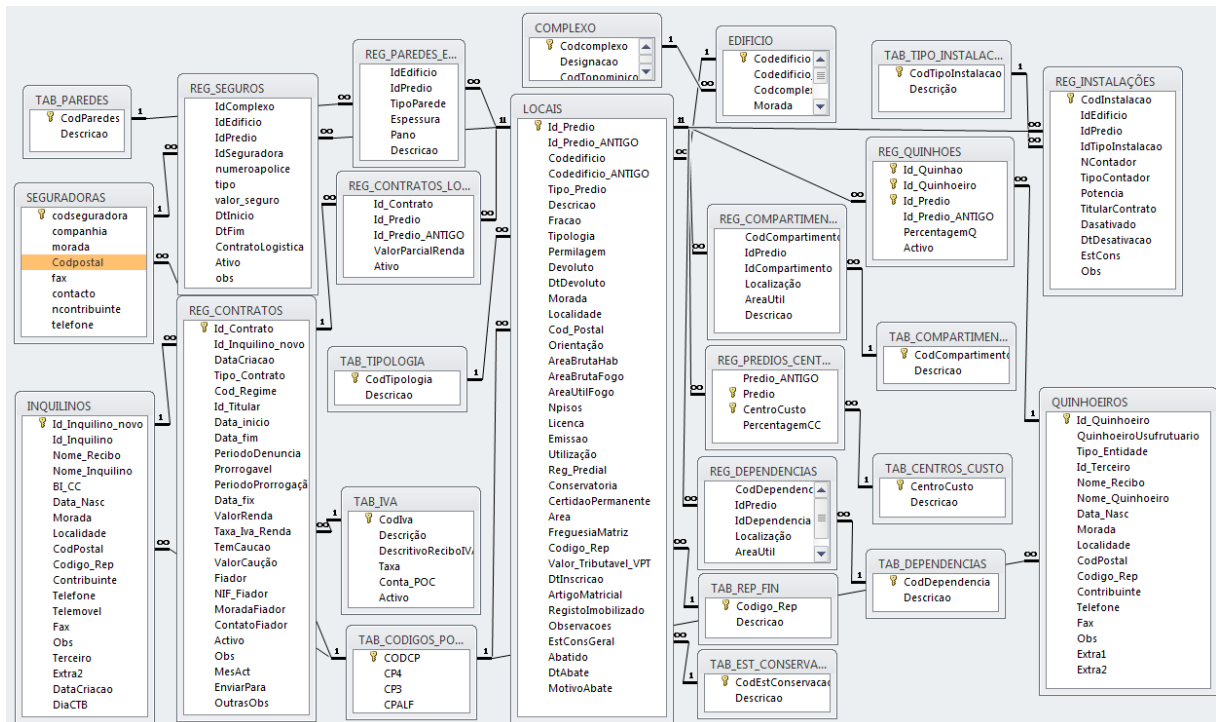 COMPLEXO
Codcomplexo
Designacao
CodTopominico
EDIFICIO
Codedificio
Codedificio_
Codcomplex
Morada
TAB_TIPO_INSTALAC...
CodTipoInstalacao
Descrição
REG_PAREDES_E...
IdEdificio
IdPredio
TipoParede
Espessura
Pano
Descricao
REG_SEGUROS
IdComplexo
IdEdificio
IdPredio
IdSeguradora
numeroapolice
tipo
valor_seguro
DtInicio
DtFim
ContratoLogistica
Ativo
obs
TAB_PAREDES
CodParedes
Descricao
SEGURADORAS
codseguradora
companhia
morada
Codpostal
fax
contacto
ncontribuinte
telefone
REG_CONTRATOS_LO...
Id_Contrato
Id_Predio
Id_Predio_ANTIGO
ValorParcialRenda
Ativo
LOCAIS
Id_Predio
Id_Predio_ANTIGO
Codedificio
Codedificio_ANTIGO
Tipo_Predio
Descricao
Fracao
Tipologia
Permilagem
Devoluto
DtDevoluto
Morada
Localidade
Cod_Postal
Orientação
AreaBrutaHab
AreaBrutaFogo
AreaUtilFogo
Npisos
Licenca
Emissao
Utilização
Reg_Predial
Conservatoria
CertidaoPermanente
Area
FreguesiaMatriz
Codigo_Rep
Valor_Tributavel_VPT
DtInscricao
ArtigoMatricial
RegistoImobilizado
Observacoes
EstConsGeral
Abatido
DtAbate
MotivoAbate
REG_INSTALAÇÕES
CodInstalacao
IdEdificio
IdPredio
IdTipoInstalacao
NContador
TipoContador
Potencia
TitularContrato
Dasativado
DtDesativacao
EstCons
Obs
REG_QUINHOES
Id_Quinhao
Id_Quinhoeiro
Id_Predio
Id_Predio_ANTIGO
PercentagemQ
Activo
REG_COMPARTIMEN...
CodCompartimento
IdPredio
IdCompartimento
Localização
AreaUtil
Descricao
TAB_COMPARTIMEN...
CodCompartimento
Descricao
REG_CONTRATOS
Id_Contrato
Id_Inquilino_novo
DataCriacao
Tipo_Contrato
Cod_Regime
Id_Titular
Data_inicio
Data_fim
PeriodoDenuncia
Prorrogavel
PeriodoProrrogaçã
Data_fix
ValorRenda
Taxa_Iva_Renda
TemCaucao
ValorCaução
Fiador
NIF_Fiador
MoradaFiador
ContatoFiador
Activo
Obs
MesAct
EnviarPara
OutrasObs
TAB_TIPOLOGIA
CodTipologia
Descricao
REG_PREDIOS_CENT...
Predio_ANTIGO
Predio
CentroCusto
PercentagemCC
INQUILINOS
Id_Inquilino_novo
Id_Inquilino
Nome_Recibo
Nome_Inquilino
BI_CC
Data_Nasc
Morada
Localidade
CodPostal
Codigo_Rep
Contribuinte
Telefone
Telemovel
Fax
Obs
Terceiro
Extra2
DataCriacao
DiaCTB
QUINHOEIROS
Id_Quinhoeiro
QuinhoeiroUsufrutuario
Tipo_Entidade
Id_Terceiro
Nome_Recibo
Nome_Quinhoeiro
Data_Nasc
Morada
Localidade
CodPostal
Codigo_Rep
Contribuinte
Telefone
Fax
Obs
Extra1
Extra2
REG_DEPENDENCIAS
CodDependenc
IdPredio
IdDependencia
Localização
AreaUtil
TAB_CENTROS_CUSTO
CentroCusto
Descricao
TAB_IVA
CodIva
Descrição
DescritivoReciboIVA
Taxa
Conta_POC
Activo
TAB_DEPENDENCIAS
CodDependencia
Descricao
TAB_REP_FIN
Codigo_Rep
Descricao
TAB_CODIGOS_PO...
CODCP
CP4
CP3
CPALF
TAB_EST_CONSERVA...
CodEstConservacao
Descricao